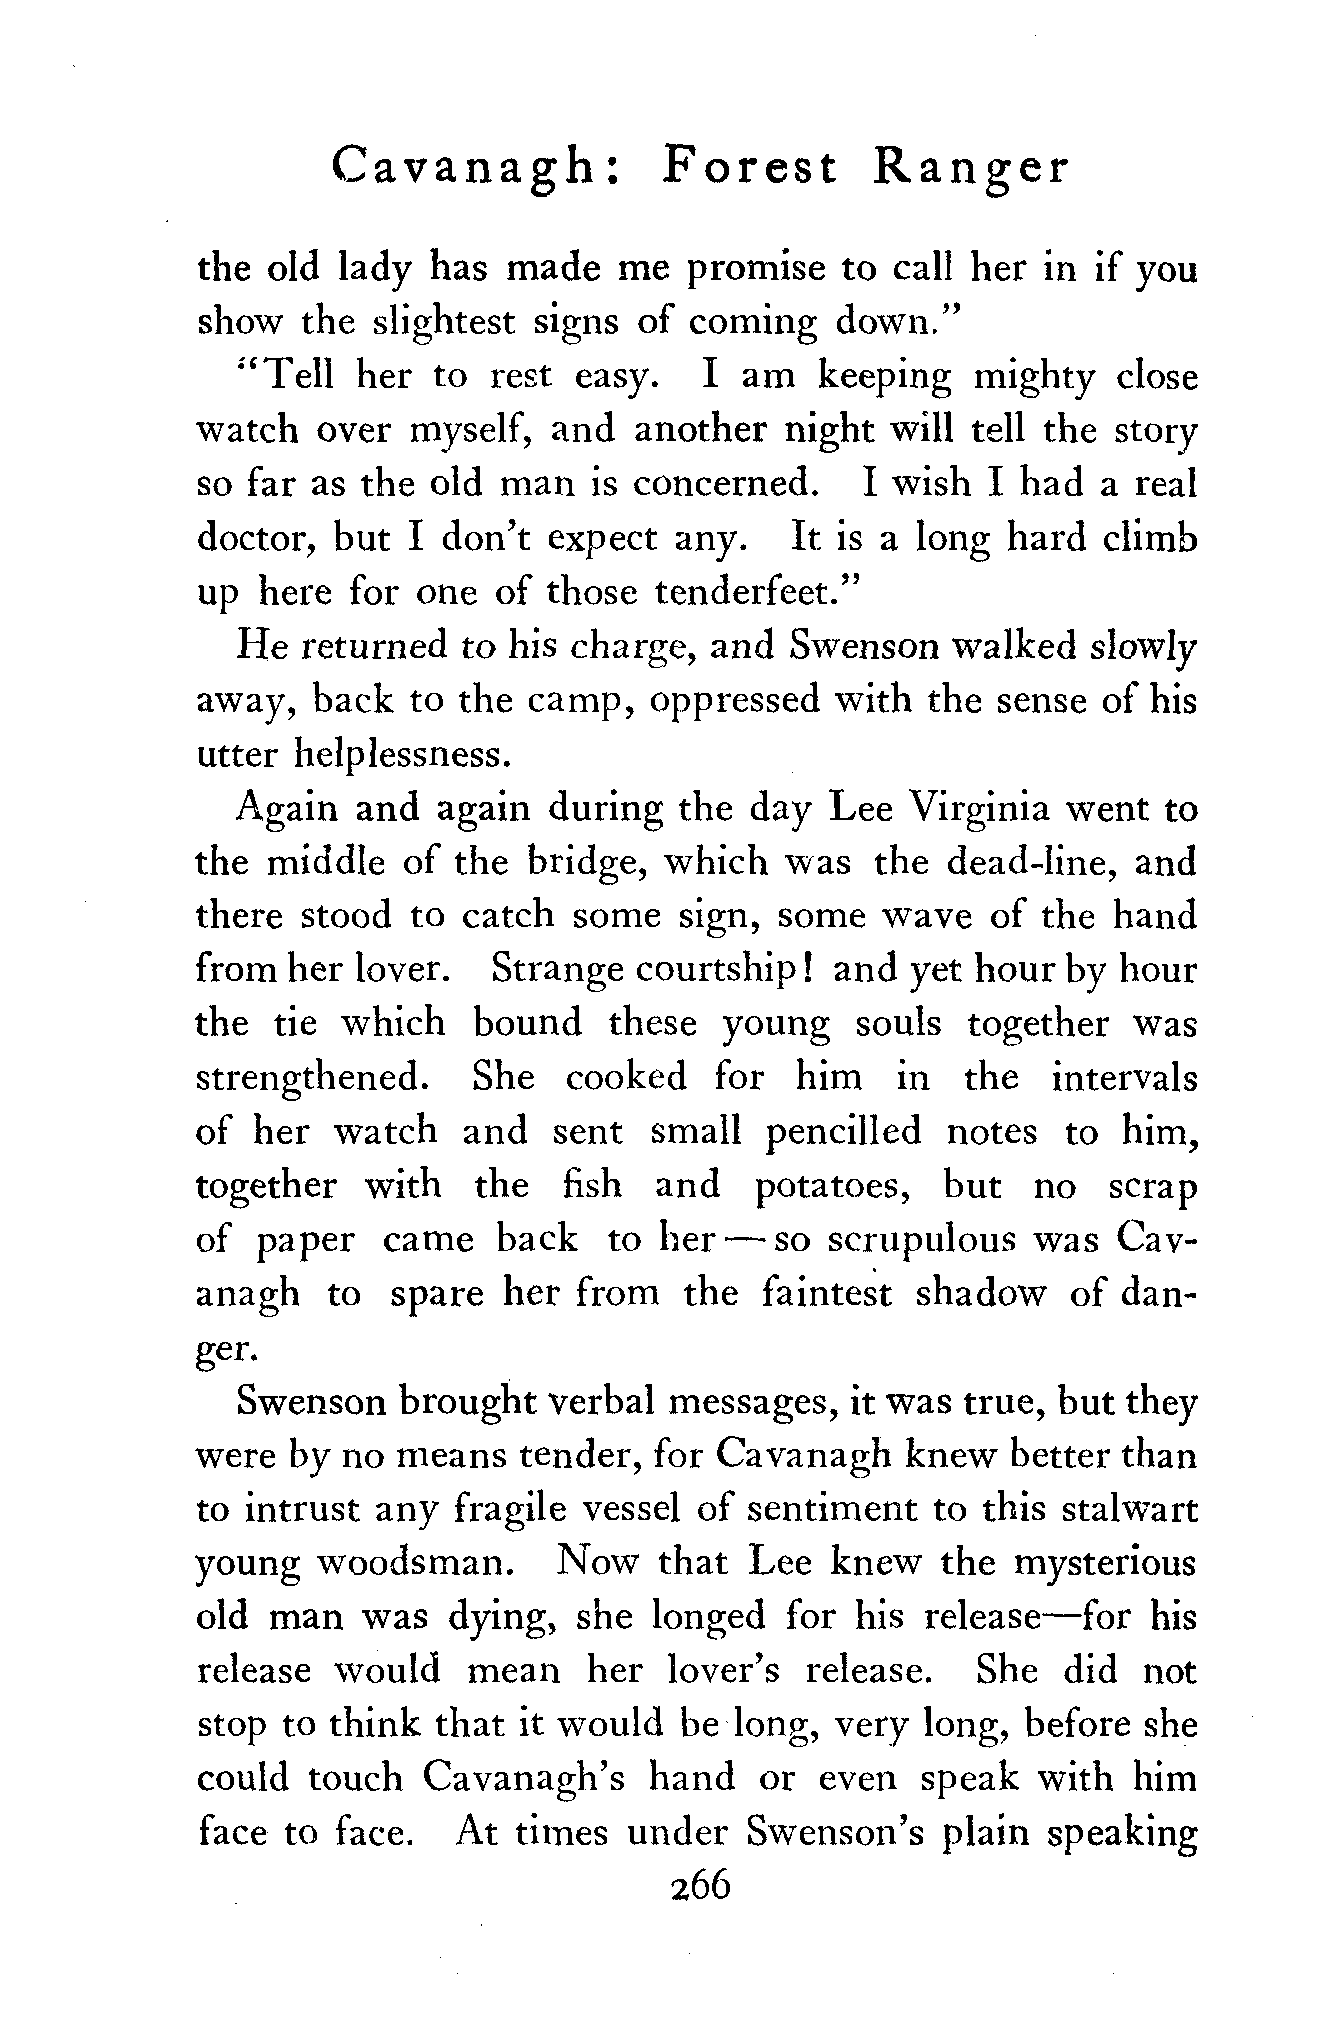 Cavanagh: Forest Ranger
the old lady has made me promise to call her in if you
show the slightest signs of coming down."
"Tell her to rest easy. I am keeping mighty close
watch over myself, and another night will tell the story
so far as the old man is concerned. I wish I had a real
doctor, but I don't expect any. It is a long hard climb
up here for one of those tenderfeet."
He returned to his charge, and Swenson walked slowly
away, back to the camp, oppressed with the sense of his
utter helplessness.
Again and again during the day Lee Virginia went to
the middle of the bridge, which was the dead-line, and
there stood to catch some sign, some wave of the hand
from her lover. Strange courtship! and yet hour by hour
the tie which bound these young souls together was
strengthened. She cooked for him in the intervals
of her watch and sent small pencilled notes to him,
together with the fish and potatoes, but no scrap
of paper came back to her—so scrupulous was Cav-
anagh to spare her from the faintest shadow of dan-
ger.
Swenson brought verbal messages, it was true, but they
were by no means tender, for Cavanagh knew better than
to intrust any fragile vessel of sentiment to this stalwart
young woodsman. Now that Lee knew the mysterious
old man was dying, she longed for his release—for his
release would mean her lover's release. She did not
stop to think that it would be long, very long, before she
could touch Cavanagh's hand or even speak with him
face to face. At times under Swenson's plain speaking
266